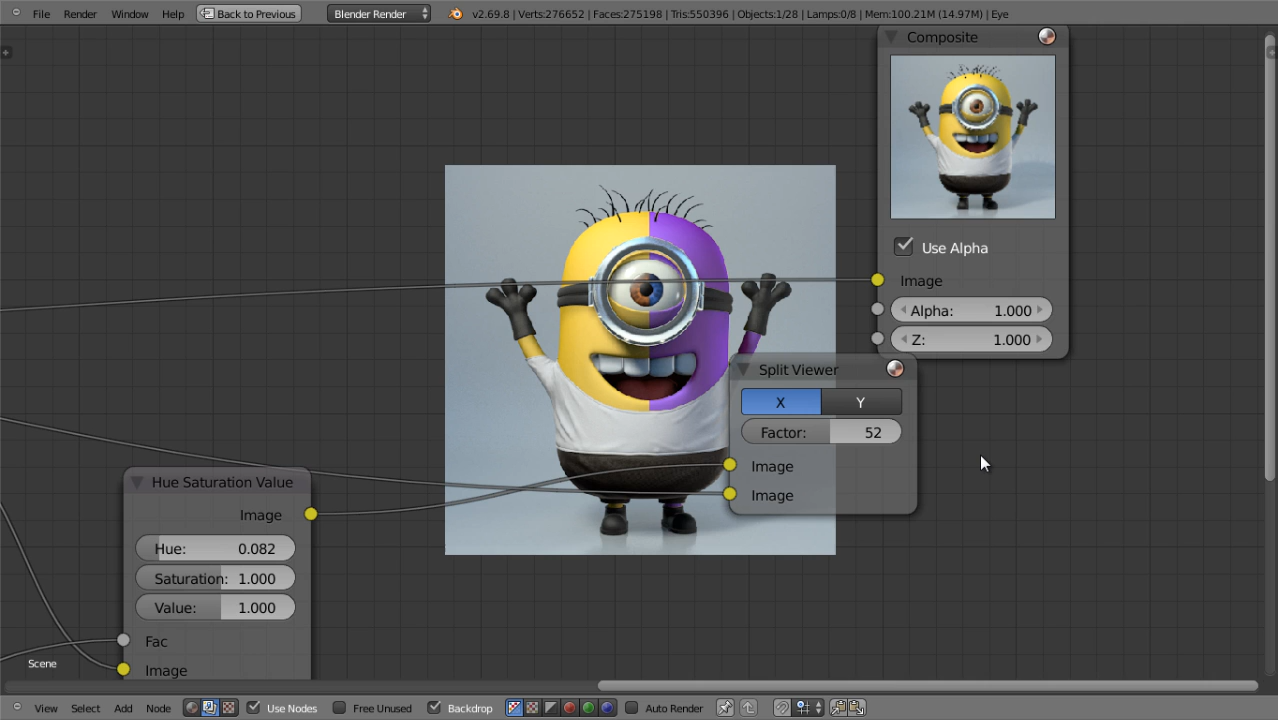 File Render Window Help Back to Previous Blender Render v2.69.8 | Verts:276652 | Faces:275198 | Tris:550396 | Objects:1/28 | Lamps:0/8 | Mem:100.21M (14.97M) | Eye
Composite
Use Alpha
Image
Alpha: 1.000
Z: 1.000
Split Viewer
X Y
Factor: 52
Image
Image
Hue Saturation Value
Image
Hue: 0.082
Saturation: 1.000
Value: 1.000
Fac
Image
Scene
View Select Add Node Use Nodes Free Unused Backdrop Auto Render